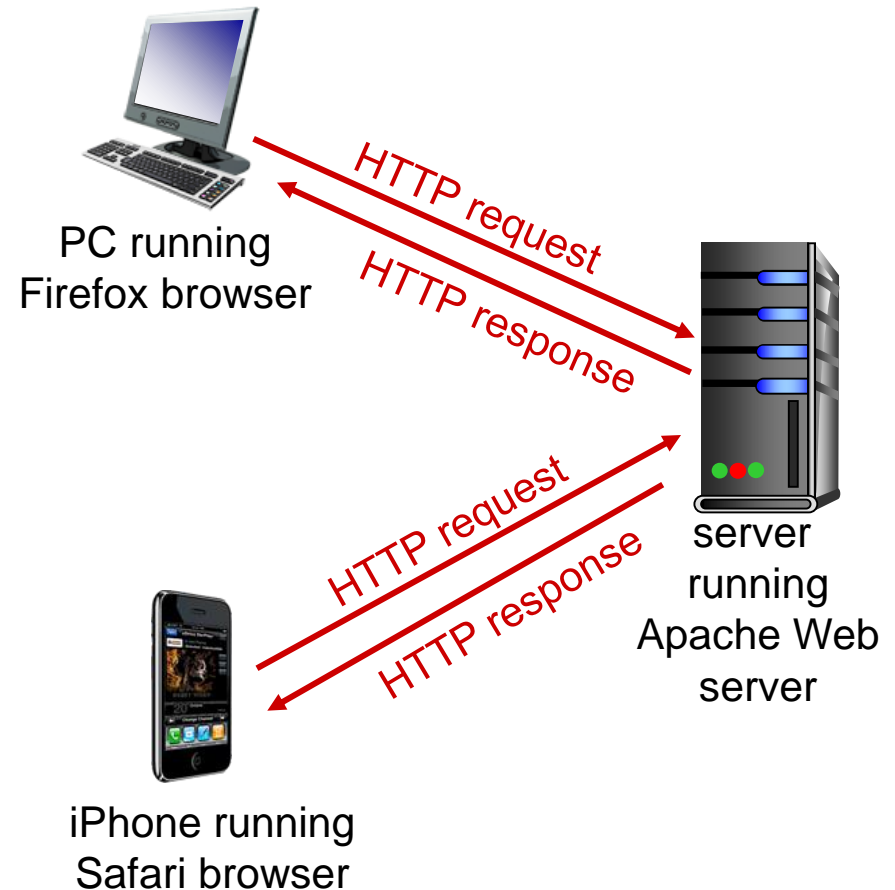 HTTP request
HTTP response
PC running
Firefox browser
HTTP request
HTTP response
server
running
Apache Web
server
iPhone running
Safari browser